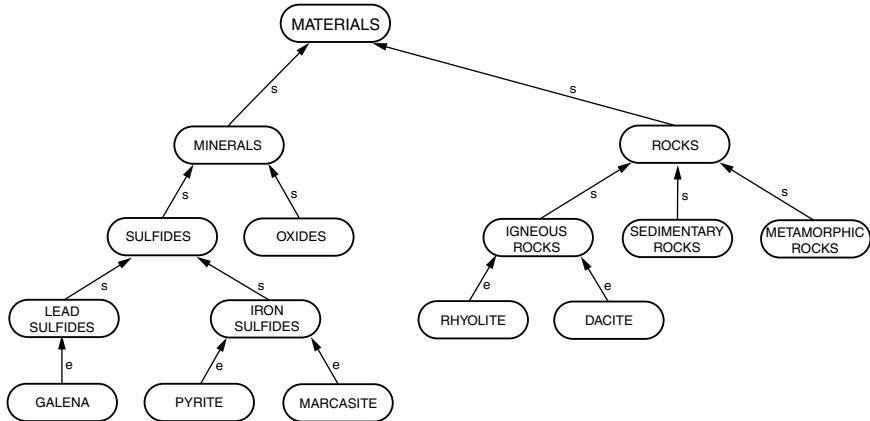 MATERIALS
s
s
MINERALS
ROCKS
s
s
s
s
s
SULFIDES
OXIDES
IGNEOUS
ROCKS
SEDIMENTARY
ROCKS
METAMORPHIC
ROCKS
s
s
e
e
LEAD
SULFIDES
IRON
SULFIDES
RHYOLITE
DACITE
e
e
e
GALENA
PYRITE
MARCASITE